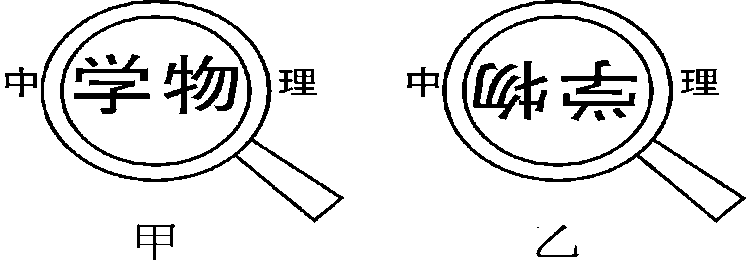 中 学物 理 中 学物 理
甲 乙